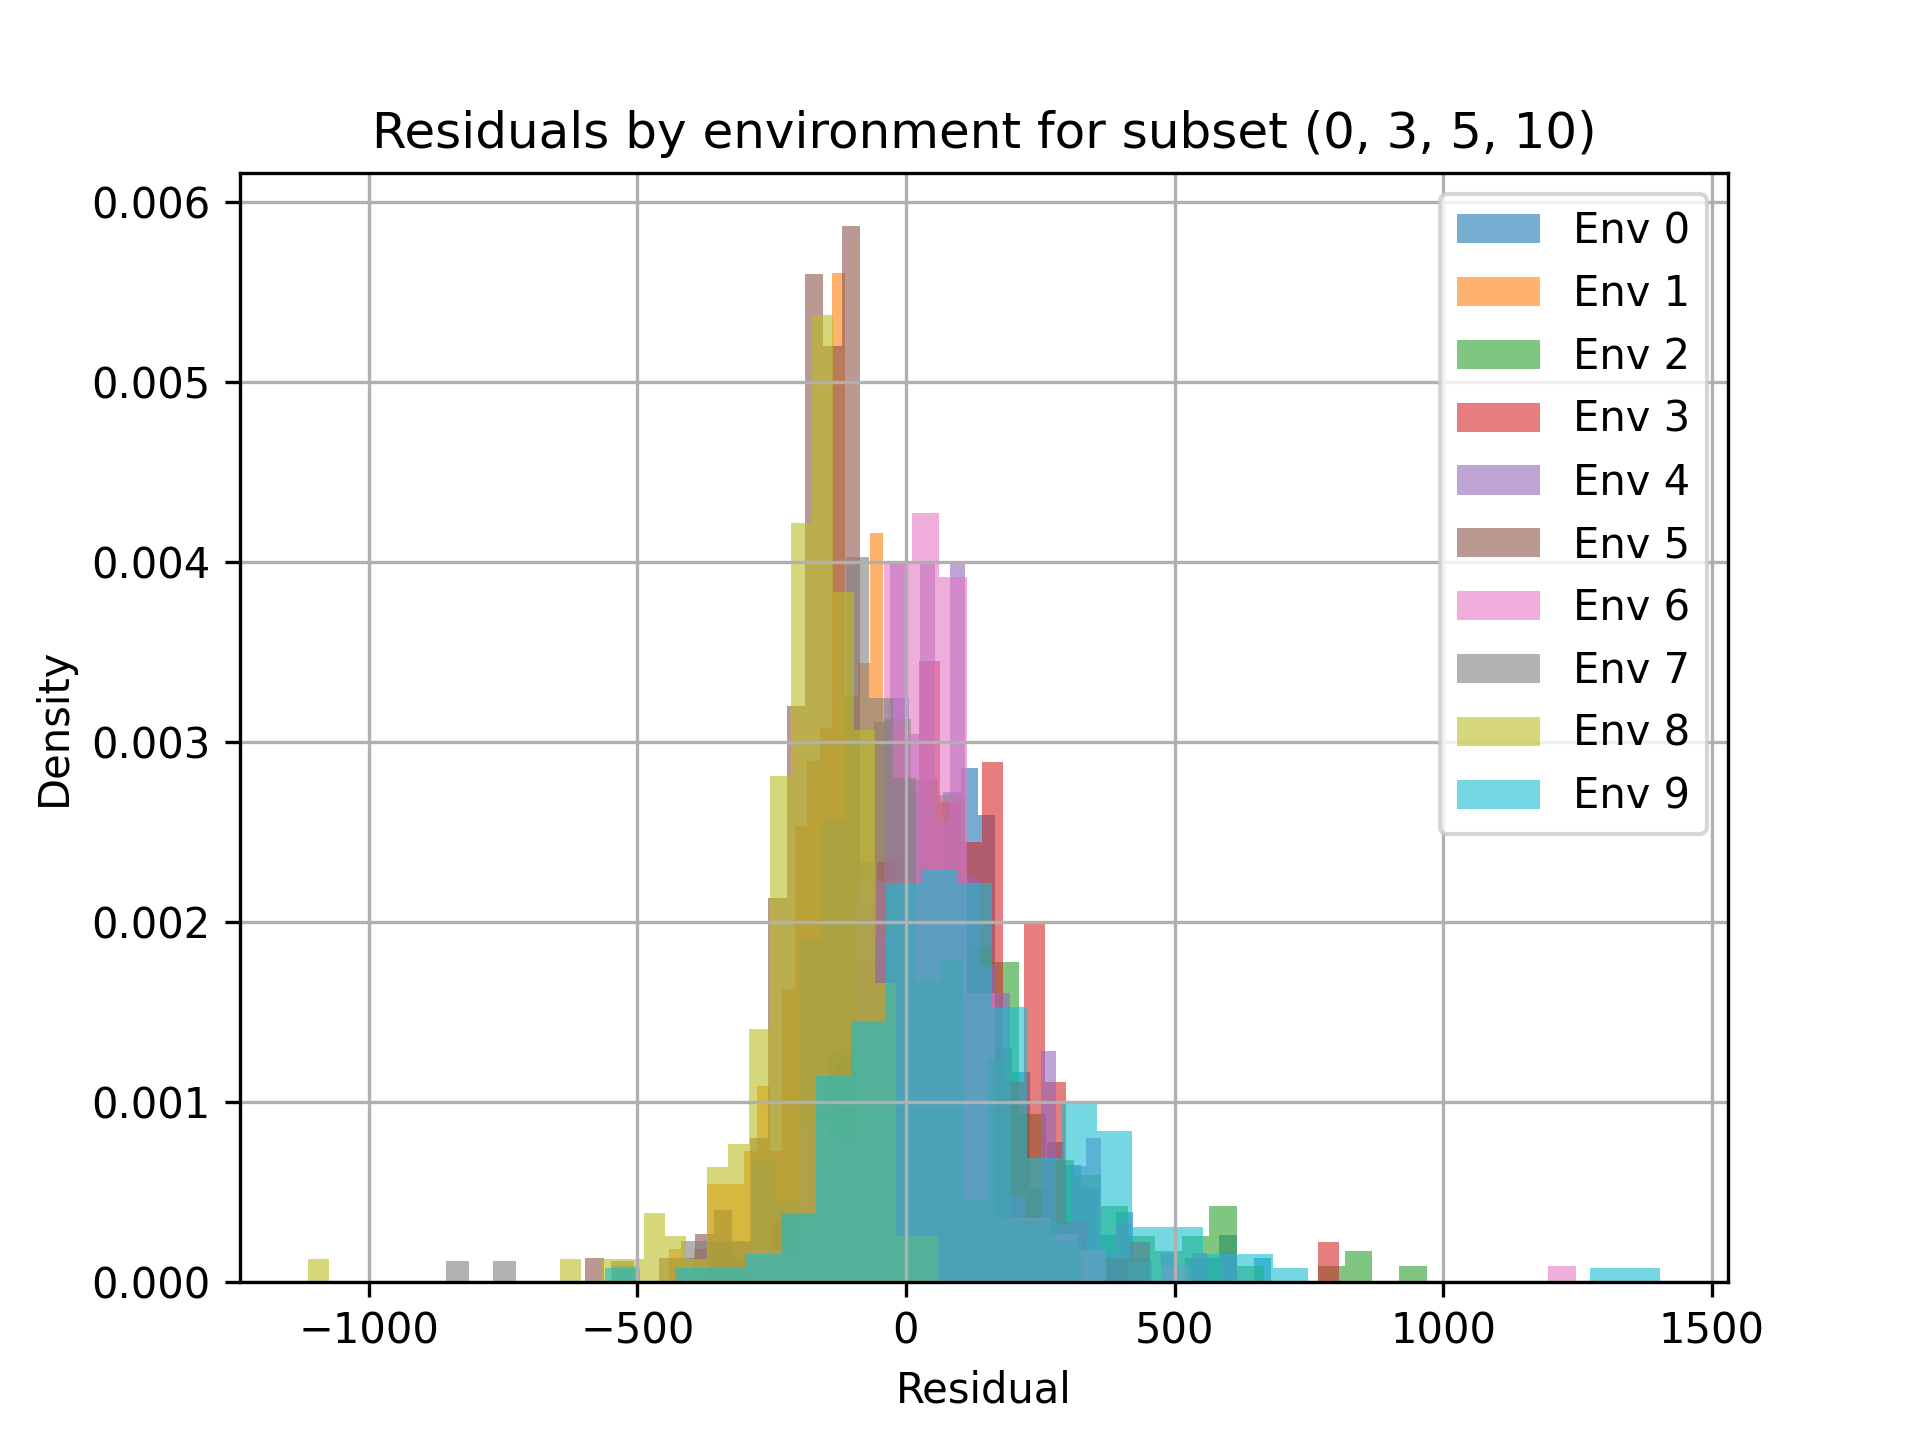 Residuals by environment for subset (0, 3, 5, 10)
0.006
0.005
0.004
0.003
0.002
0.001
0.000
Density
−1000
−500
0
500
1000
1500
Residual
Env 0
Env 1
Env 2
Env 3
Env 4
Env 5
Env 6
Env 7
Env 8
Env 9